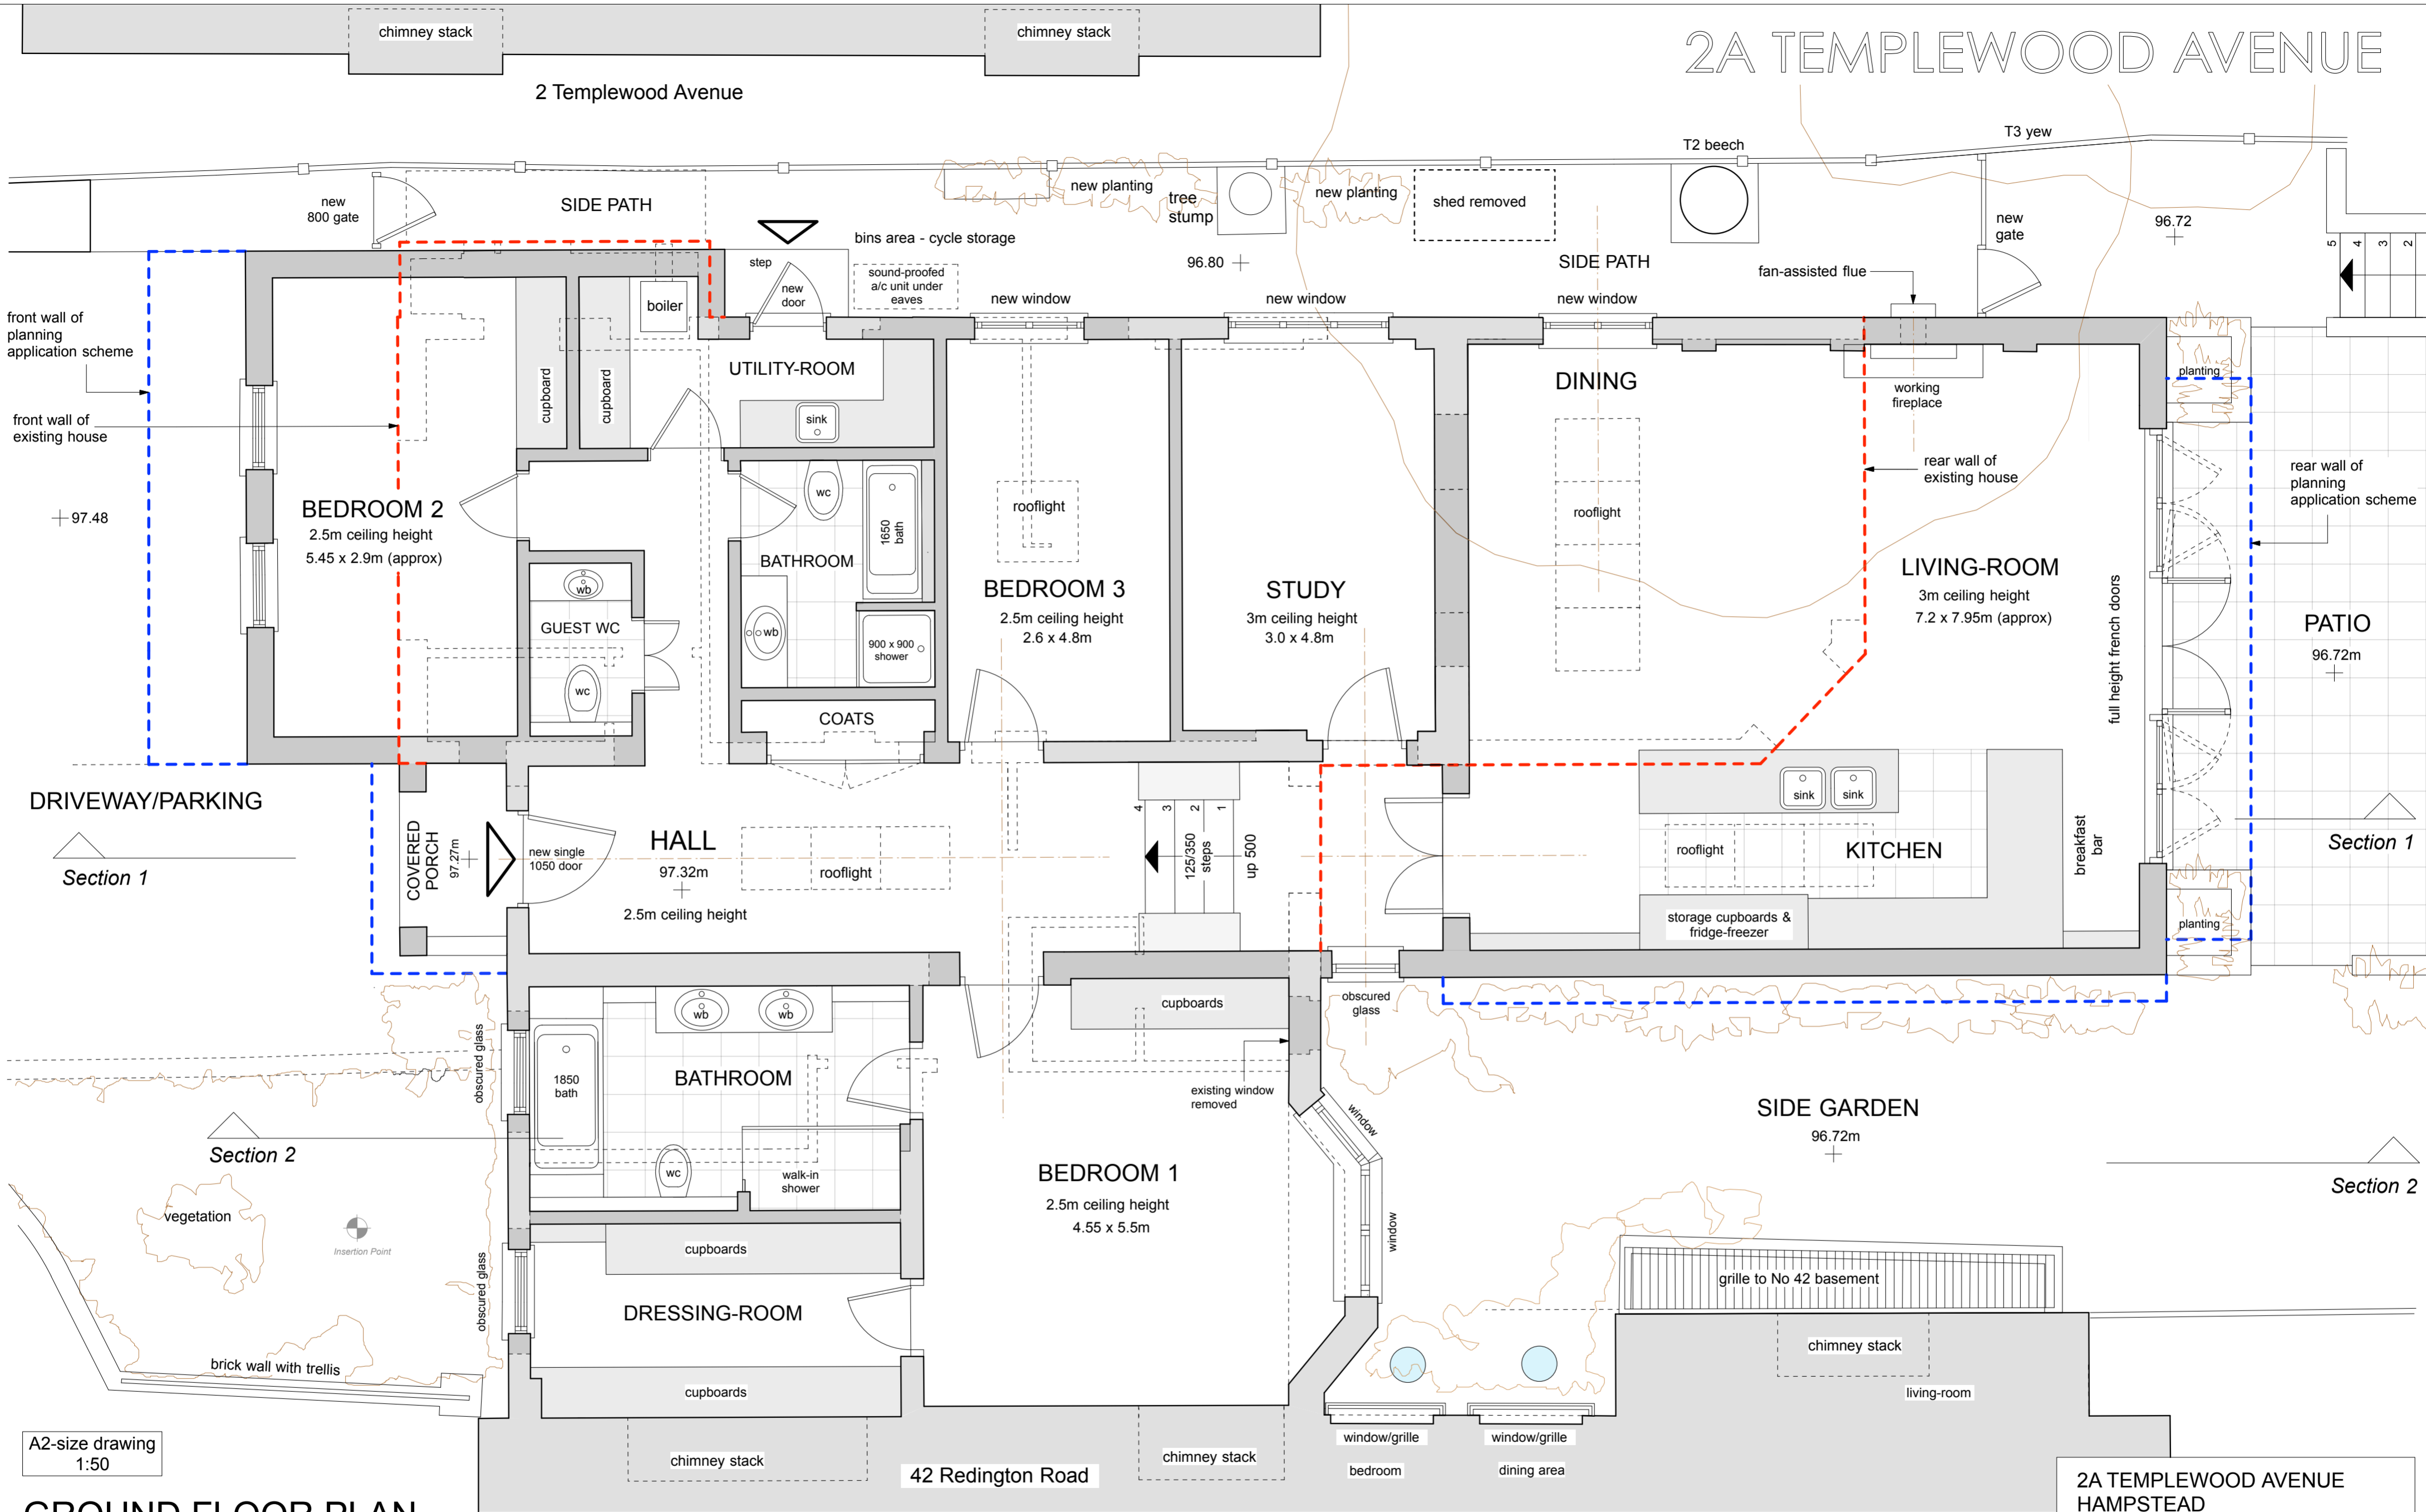 chimney stack
chimney stack
2A TEMPLEWOOD AVENUE
2 Templewood Avenue
T3 yew
T2 beech
new
800 gate
SIDE PATH
new planting
tree
stump
new planting
shed removed
new
gate
96.72
5
4
3
2
bins area - cycle storage
step
new
door
sound-proofed
a/c unit under
eaves
96.80
SIDE PATH
fan-assisted flue
boiler
new window
new window
new window
front wall of
planning
application scheme
front wall of
existing house
cupboard
cupboard
UTILITY-ROOM
sink
DINING
working
fireplace
planting
rear wall of
existing house
rear wall of
planning
application scheme
97.48
BEDROOM 2
2.5m ceiling height
5.45 x 2.9m (approx)
wc
1650
bath
BATHROOM
rooflight
rooflight
wb
GUEST WC
wc
wb
900 x 900
shower
BEDROOM 3
2.5m ceiling height
2.6 x 4.8m
STUDY
3m ceiling height
3.0 x 4.8m
LIVING-ROOM
3m ceiling height
7.2 x 7.95m (approx)
full height french doors
PATIO
96.72m
COATS
DRIVEWAY/PARKING
Section 1
COVERED
PORCH
97.27m
new single
1050 door
HALL
97.32m
2.5m ceiling height
rooflight
4
3
2
1
125/350
steps
up 500
sink
sink
rooflight
KITCHEN
breakfast
bar
storage cupboards &
fridge-freezer
planting
Section 1
obscured glass
wb
wb
cupboards
obscured
glass
1850
bath
BATHROOM
existing window
removed
window
SIDE GARDEN
96.72m
Section 2
wc
walk-in
shower
BEDROOM 1
2.5m ceiling height
4.55 x 5.5m
window
Section 2
vegetation
Insertion Point
obscured glass
cupboards
grille to No 42 basement
DRESSING-ROOM
brick wall with trellis
cupboards
chimney stack
living-room
A2-size drawing
1:50
chimney stack
42 Redington Road
chimney stack
window/grille
bedroom
window/grille
dining area
GROUND FLOOR PLAN
2A TEMPLEWOOD AVENUE
HAMPSTEAD